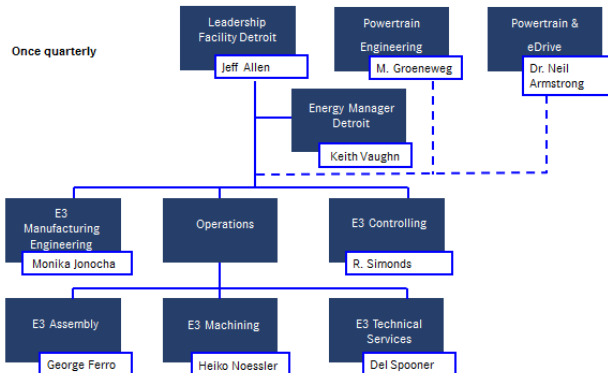 Once quarterly
Leadership
Facility Detroit
Jeff Allen
Powertrain
Engineering
M. Groeneweg
Powertrain &
eDrive
Dr. Neil
Armstrong
Energy Manager
Detroit
Keith Vaughn
E3
Manufacturing
Engineering
Monika Jonocha
Operations
E3 Controlling
R. Simonds
E3 Assembly
George Ferro
E3 Machining
Heiko Noessler
E3 Technical
Services
Del Spooner